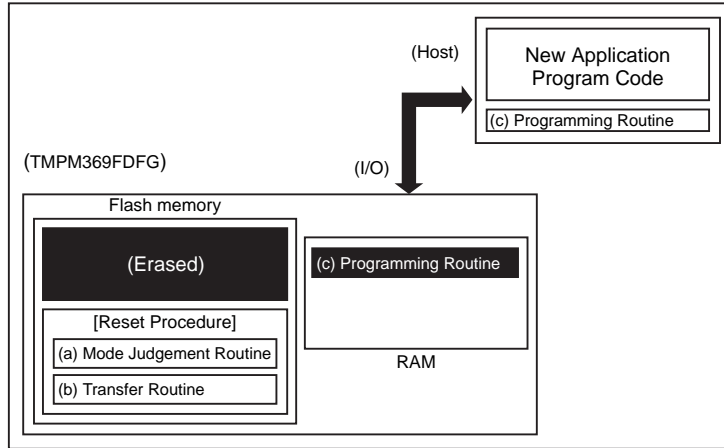 (Host)
New Application
Program Code
(c) Programming Routine
(TMPM369FDFG)
(I/O)
Flash memory
(Erased)
(c) Programming Routine
[Reset Procedure]
(a) Mode Judgement Routine
(b) Transfer Routine
RAM